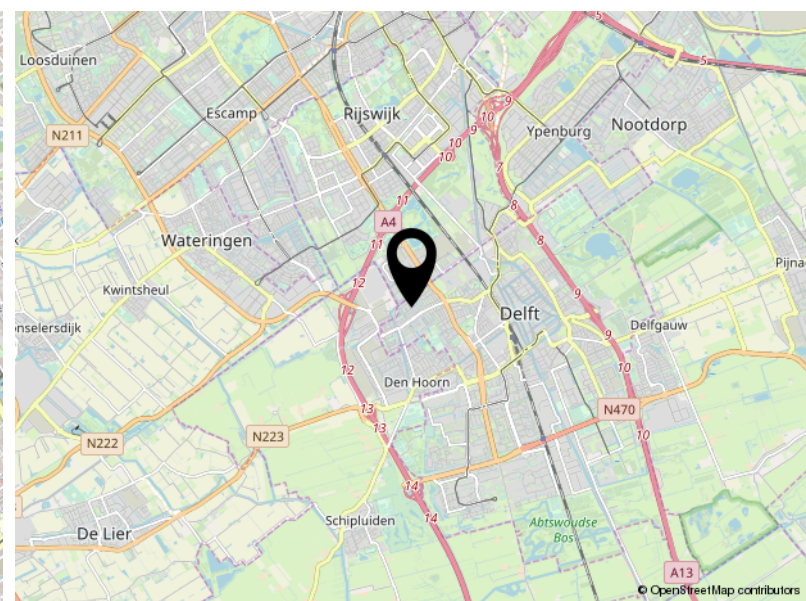 Loosduinen
5
5
Escamp
Rijswijk
9
10
9
10
10
Ypenburg
Nootdorp
N211
7
11
8
A4
Wateringen
11
8
Pijna
12
9
Kwintsheul
9
Delft
onselersdijk
Delfgauw
12
10
Den Hoorn
13
N470
13
10
N222
N223
14
14
Schipluiden
Abtswoudse
Bos
De Lier
A13
© OpenStreetMap contributors